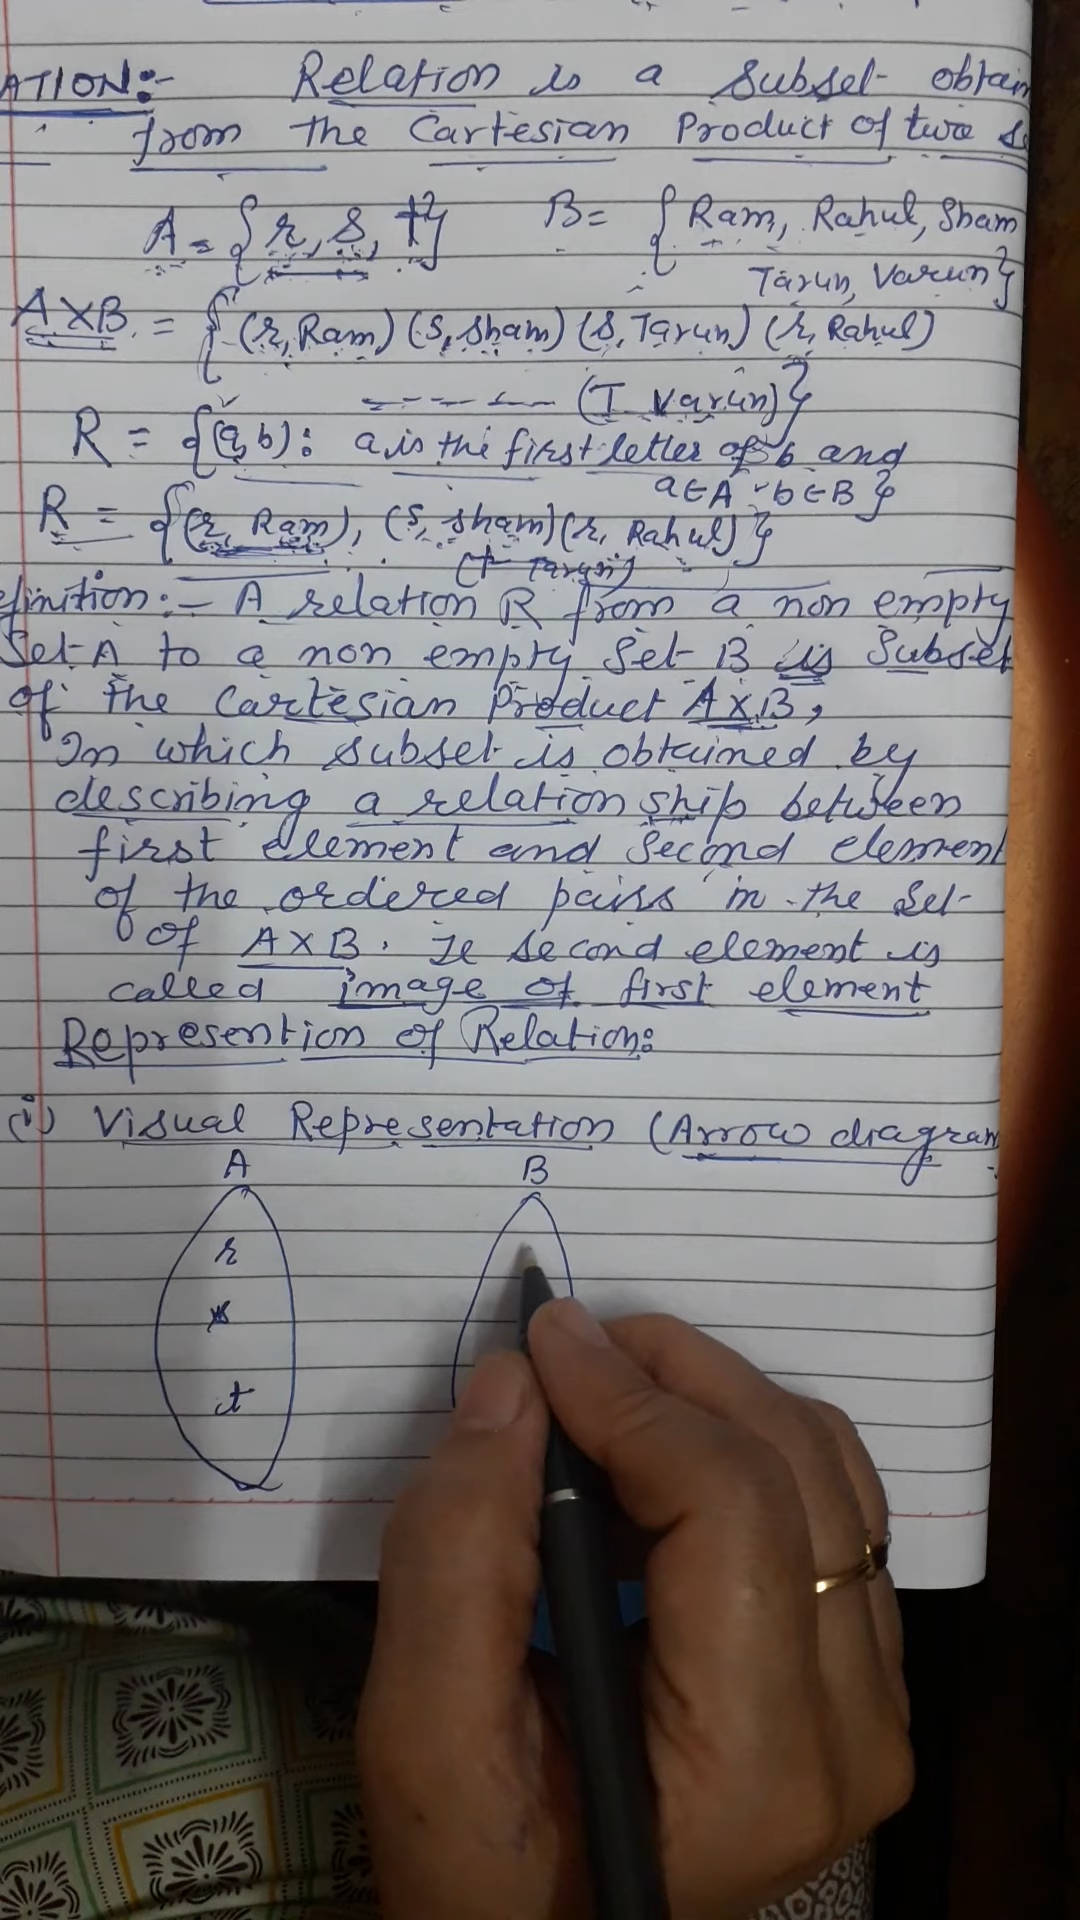 ATION:- Relation is a Subset obtain
from the Cartesian Product of two s
A = {r, s, t} B = {Ram, Rahul, Sham
Tarun, Varun}
A×B = {(r, Ram) (s, Sham) (s, Tarun) (r, Rahul)
------ (T Varun)}
R = {(a, b): a is the first letter of b and
a∈A, b∈B}
R = {(r, Ram), (s, sham) (r, Rahul)}
(t Tarun)
efinition:- A relation R from a non empty
Set A to a non empty Set B is Subset
of the Cartesian Product A×B,
In which subset is obtained by
describing a relation ship between
first element and second element
of the ordered pairs in the Set
of A×B. Ie second element is
called image of first element
Represention of Relation:
(i) Visual Representation (Arrow diagram
A B
r
s
t